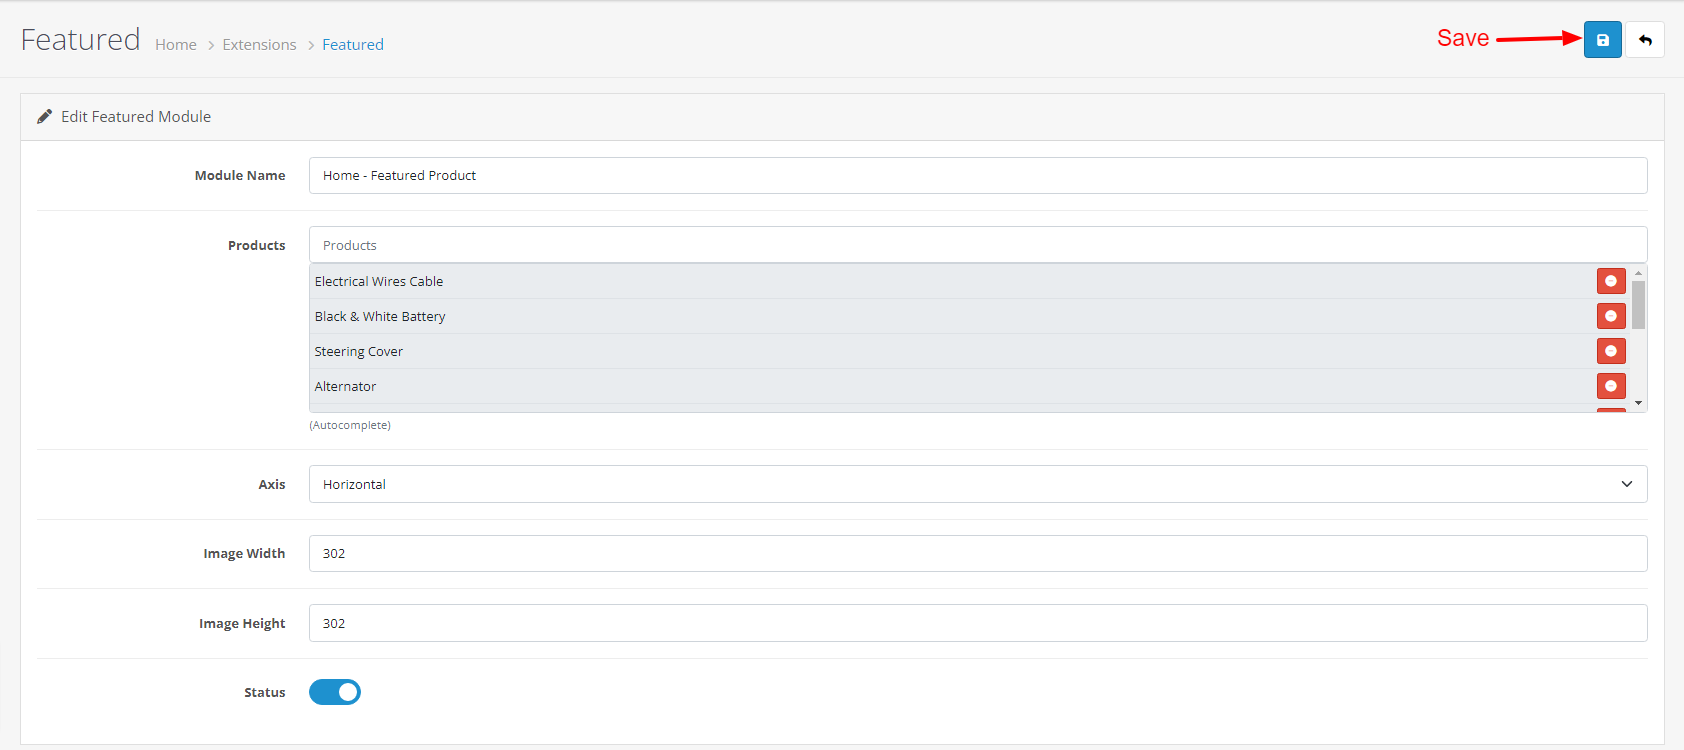 Featured Home > Extensions > Featured
Save
Edit Featured Module
Module Name Home - Featured Product
Products Products
Electrical Wires Cable
Black & White Battery
Steering Cover
Alternator
(Autocomplete)
Axis Horizontal
Image Width 302
Image Height 302
Status